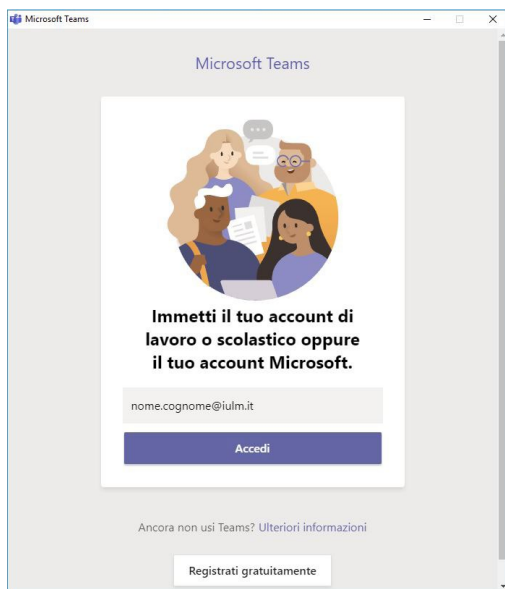 Microsoft Teams
Microsoft Teams
Immetti il tuo account di
lavoro o scolastico oppure
il tuo account Microsoft.
nome.cognome@iulm.it
Accedi
Ancora non usi Teams? Ulteriori informazioni
Registrati gratuitamente